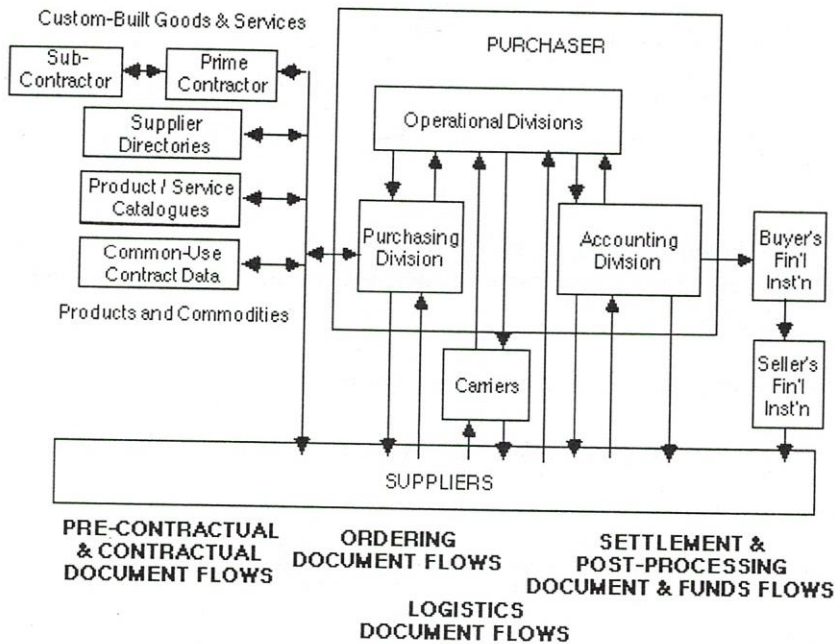 Custom-Built Goods & Services
Sub-
Contractor
Prime
Contractor
Supplier
Directories
Product / Service
Catalogues
Common-Use
Contract Data
Products and Commodities
PURCHASER
Operational Divisions
Purchasing
Division
Accounting
Division
Carriers
Buyer's
Fin'l
Inst'n
Seller's
Fin'l
Inst'n
SUPPLIERS
PRE-CONTRACTUAL
& CONTRACTUAL
DOCUMENT FLOWS
ORDERING
DOCUMENT FLOWS
LOGISTICS
DOCUMENT FLOWS
SETTLEMENT &
POST-PROCESSING
DOCUMENT & FUNDS FLOWS